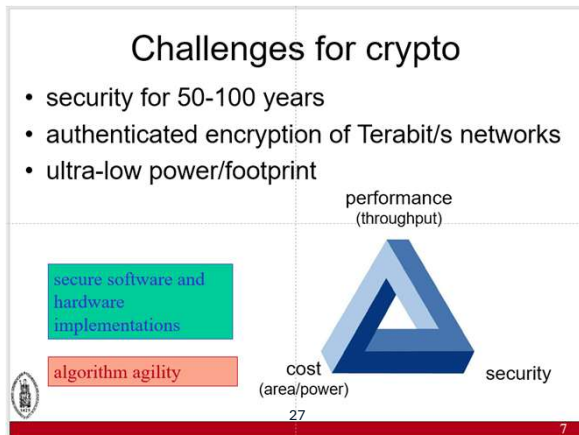 Challenges for crypto
• security for 50-100 years
• authenticated encryption of Terabit/s networks
• ultra-low power/footprint
performance
(throughput)
secure software and
hardware
implementations
algorithm agility
cost
(area/power)
security
27
7